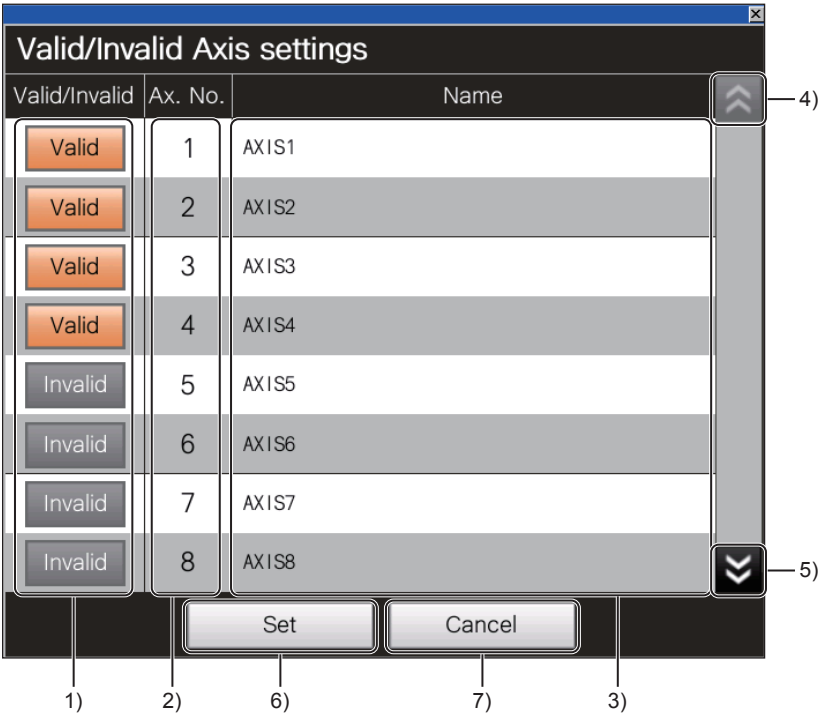 Valid/Invalid Axis settings
Valid/Invalid Ax. No. Name
4)
Valid 1 AXIS1
Valid 2 AXIS2
Valid 3 AXIS3
Valid 4 AXIS4
Invalid 5 AXIS5
Invalid 6 AXIS6
Invalid 7 AXIS7
Invalid 8 AXIS8
5)
Set Cancel
1) 2) 6) 7) 3)